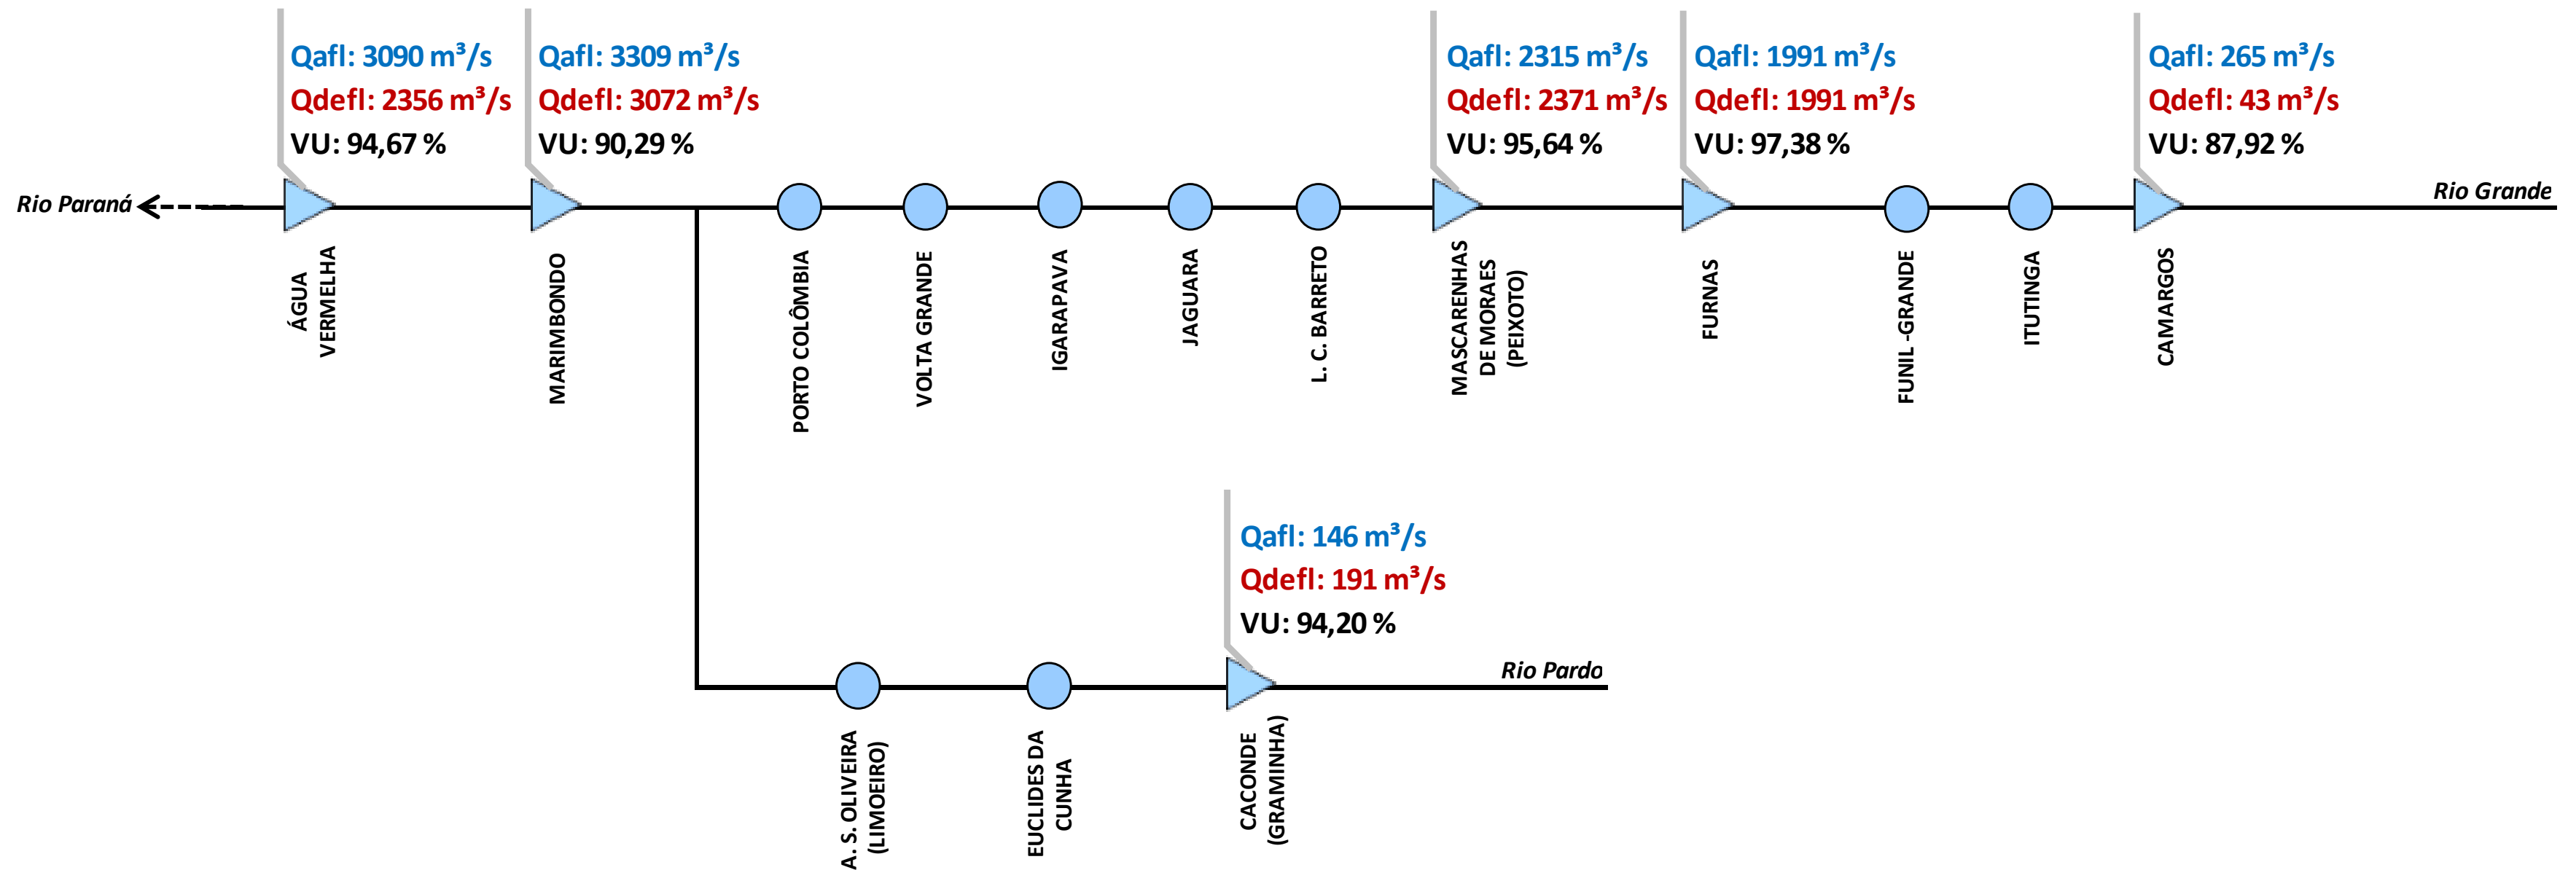 Qafl: 3090 m³/s
Qdefl: 2356 m³/s
VU: 94,67 %
Qafl: 3309 m³/s
Qdefl: 3072 m³/s
VU: 90,29 %
Qafl: 2315 m³/s
Qdefl: 2371 m³/s
VU: 95,64 %
Qafl: 1991 m³/s
Qdefl: 1991 m³/s
VU: 97,38 %
Qafl: 265 m³/s
Qdefl: 43 m³/s
VU: 87,92 %
Rio Paraná
Rio Grande
ÁGUA
VERMELHA
MARIMBONDO
PORTO COLÔMBIA
VOLTA GRANDE
IGARAPAVA
JAGUARA
L. C. BARRETO
MASCARENHAS
DE MORAES
(PEIXOTO)
FURNAS
FUNIL -GRANDE
ITUTINGA
CAMARGOS
Qafl: 146 m³/s
Qdefl: 191 m³/s
VU: 94,20 %
Rio Pardo
A. S. OLIVEIRA
(LIMOEIRO)
EUCLIDES DA
CUNHA
CACONDE
(GRAMINHA)